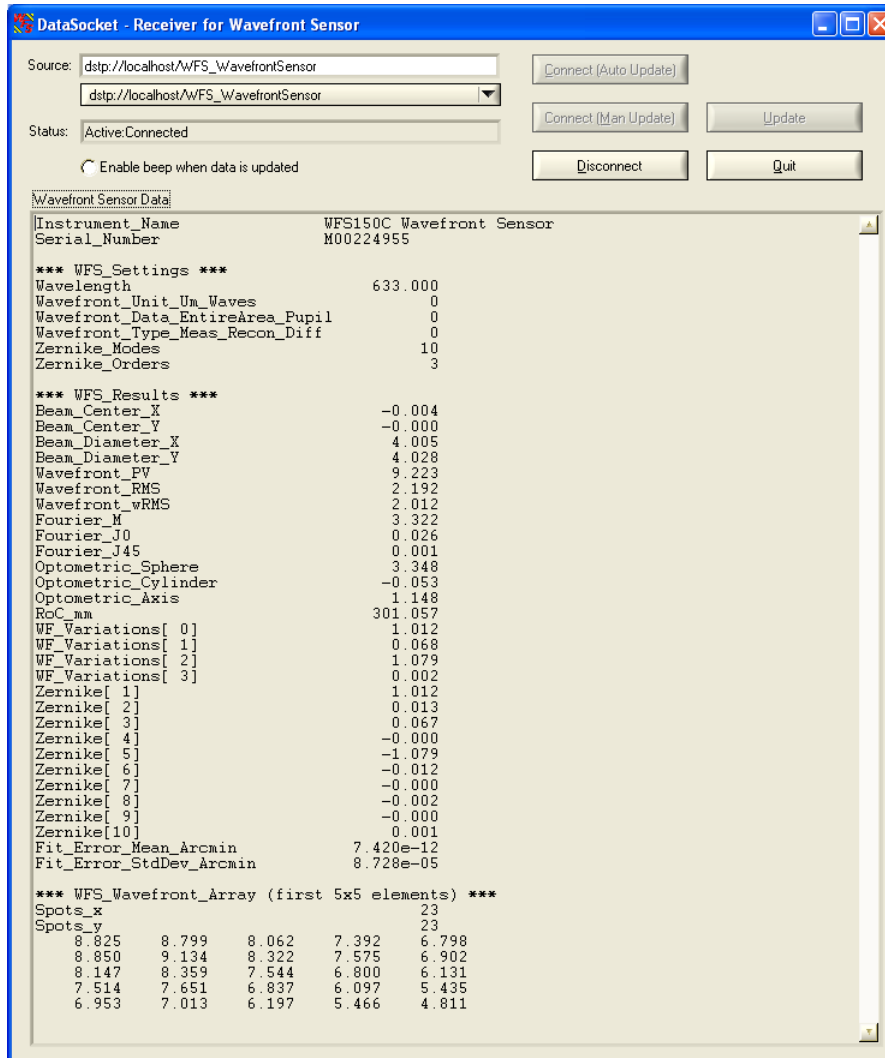 DataSocket - Receiver for Wavefront Sensor
Source: dstp://localhost/WFS_WavefrontSensor
Connect (Auto Update)
dstp://localhost/WFS_WavefrontSensor
Connect (Man Update) Update
Status: Active:Connected
Enable beep when data is updated
Disconnect Quit
Wavefront Sensor Data
Instrument_Name WFS150C Wavefront Sensor
Serial_Number M00224955
*** WFS_Settings ***
Wavelength 633.000
Wavefront_Unit_Um_Waves 0
Wavefront_Data_EntireArea_Pupil 0
Wavefront_Type_Meas_Recon_Diff 0
Zernike_Modes 10
Zernike_Orders 3
*** WFS_Results ***
Beam_Center_X -0.004
Beam_Center_Y -0.000
Beam_Diameter_X 4.005
Beam_Diameter_Y 4.028
Wavefront_PV 9.223
Wavefront_RMS 2.192
Wavefront_wRMS 2.012
Fourier_M 3.322
Fourier_J0 0.026
Fourier_J45 0.001
Optometric_Sphere 3.348
Optometric_Cylinder -0.053
Optometric_Axis 1.148
RoC_mm 301.057
WF_Variations[ 0] 1.012
WF_Variations[ 1] 0.068
WF_Variations[ 2] 1.079
WF_Variations[ 3] 0.002
Zernike[ 1] 1.012
Zernike[ 2] 0.013
Zernike[ 3] 0.067
Zernike[ 4] -0.000
Zernike[ 5] -1.079
Zernike[ 6] -0.012
Zernike[ 7] -0.000
Zernike[ 8] -0.002
Zernike[ 9] -0.000
Zernike[10] 0.001
Fit_Error_Mean_Arcmin 7.420e-12
Fit_Error_StdDev_Arcmin 8.728e-05
*** WFS_Wavefront_Array (first 5x5 elements) ***
Spots_x 23
Spots_y 23
8.825 8.799 8.062 7.392 6.798
8.850 9.134 8.322 7.575 6.902
8.147 8.359 7.544 6.800 6.131
7.514 7.651 6.837 6.097 5.435
6.953 7.013 6.197 5.466 4.811